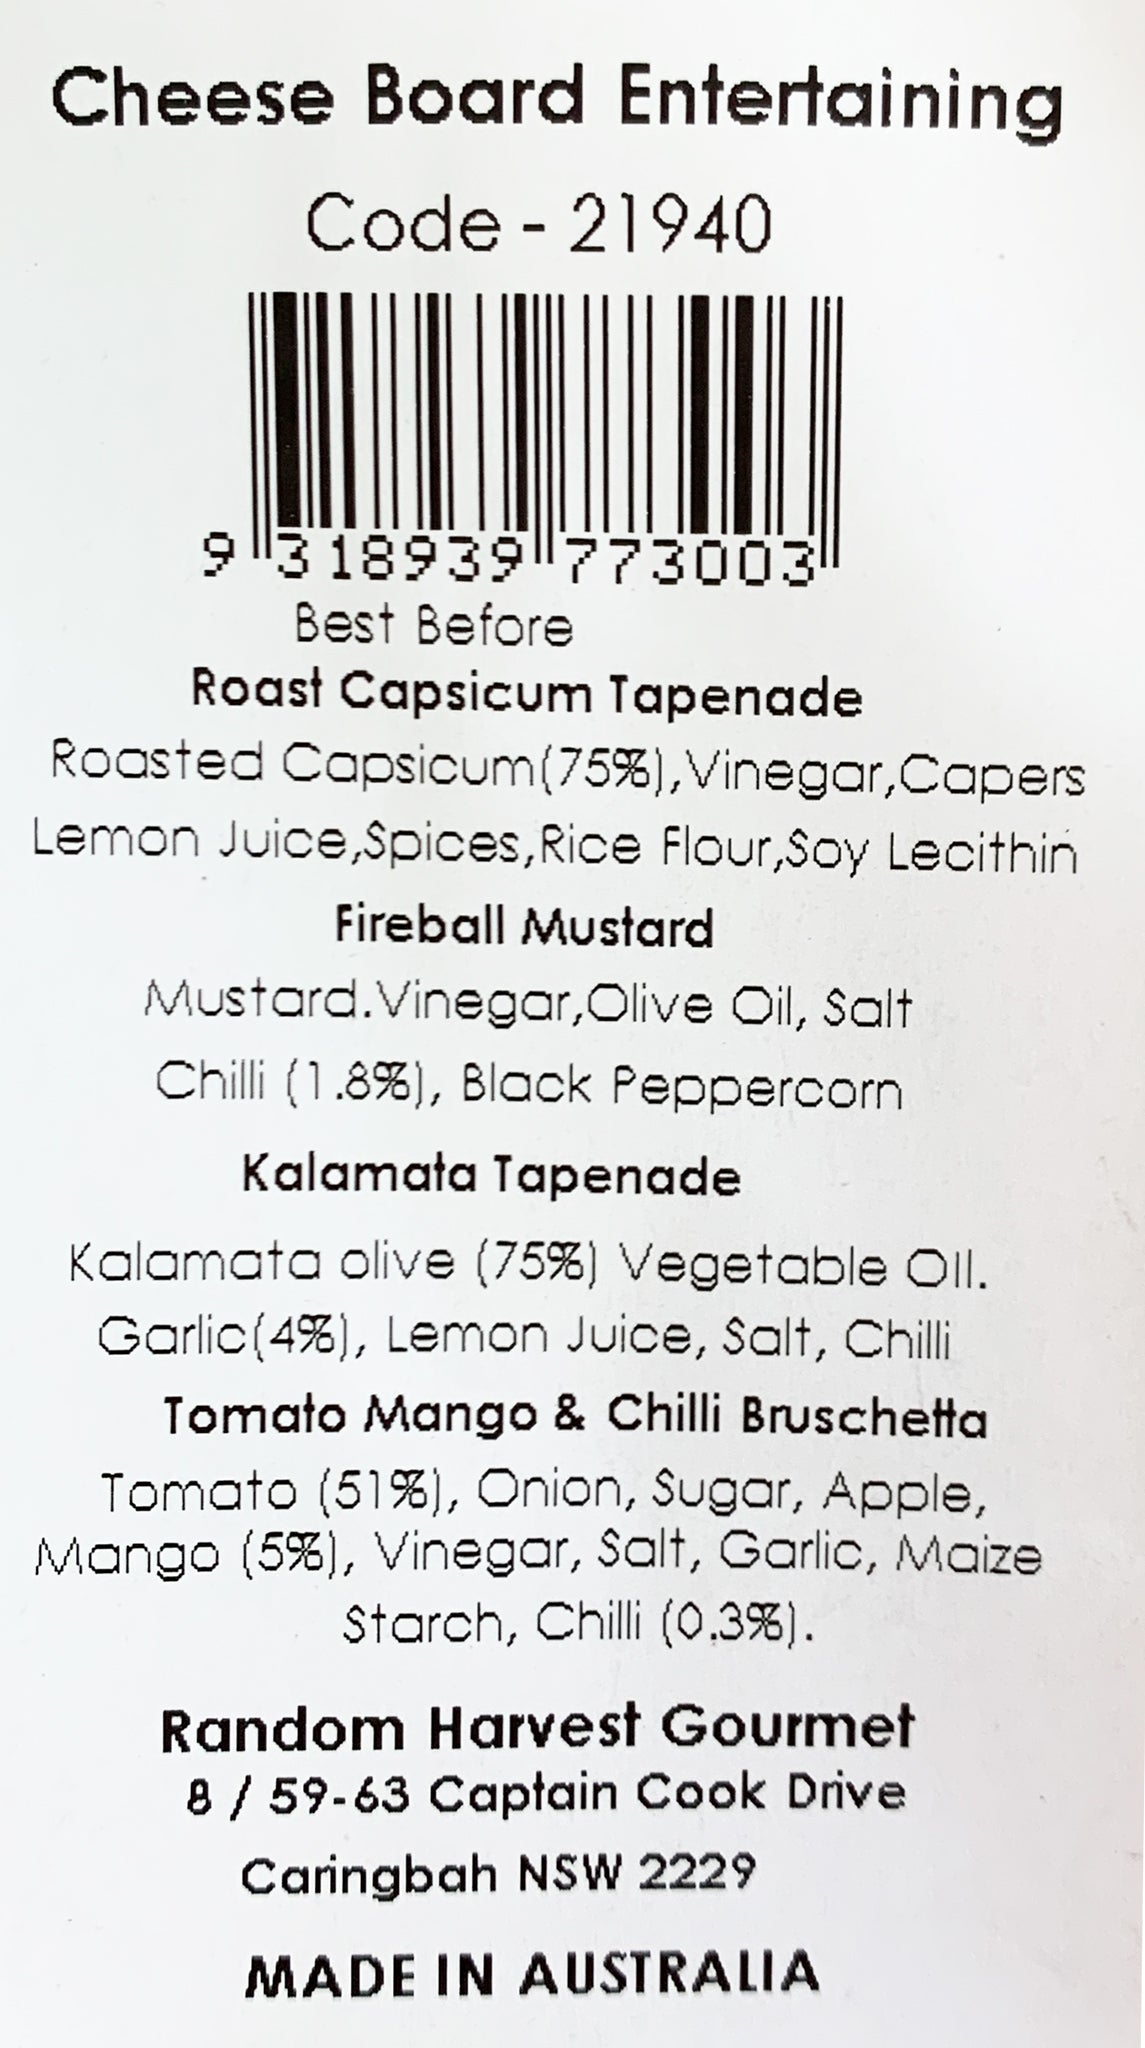 Cheese Board Entertaining
Code - 21940
9 318939 773003
Best Before
Roast Capsicum Tapenade
Roasted Capsicum(75%),Vinegar,Capers
Lemon Juice,Spices,Rice Flour,Soy Lecithin
Fireball Mustard
Mustard.Vinegar,Olive Oil, Salt
Chilli (1.8%), Black Peppercorn
Kalamata Tapenade
Kalamata olive (75%) Vegetable OIl.
Garlic(4%), Lemon Juice, Salt, Chilli
Tomato Mango & Chilli Bruschetta
Tomato (51%), Onion, Sugar, Apple,
Mango (5%), Vinegar, Salt, Garlic, Maize
Starch, Chilli (0.3%).
Random Harvest Gourmet
8 / 59-63 Captain Cook Drive
Caringbah NSW 2229
MADE IN AUSTRALIA